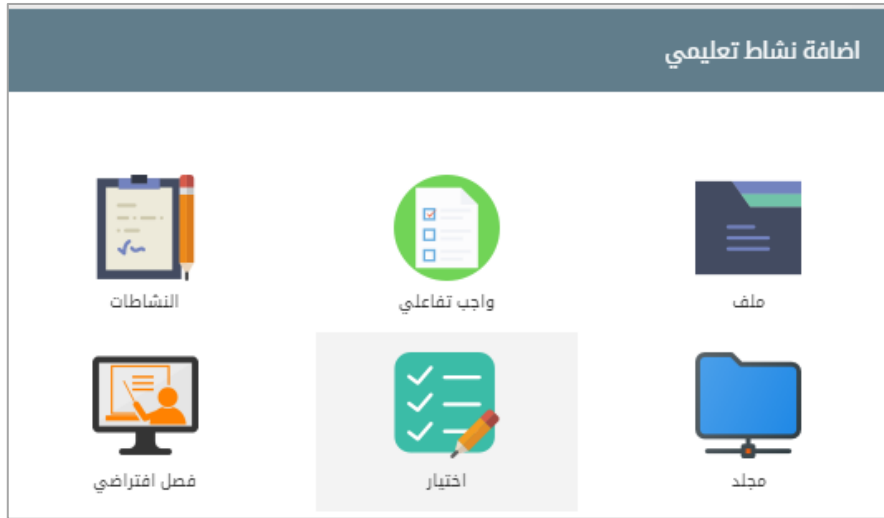 اضافة نشاط تعليمي
ملف
واجب تفاعلي
النشاطات
مجلد
اختيار
فصل افتراضي